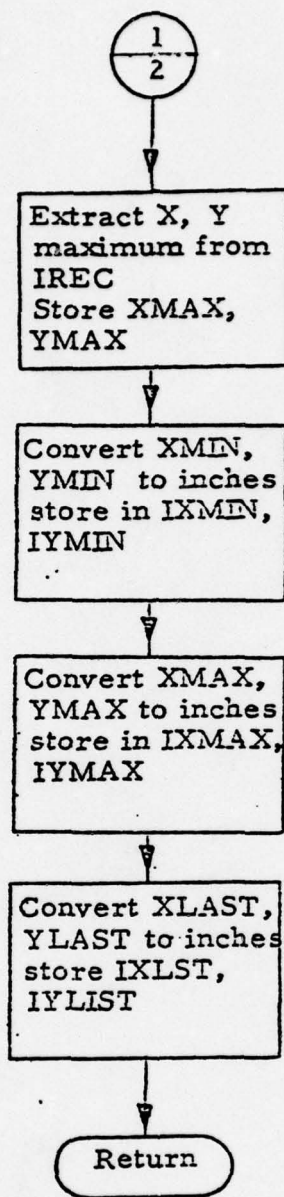 1
2
Extract X, Y
maximum from
IREC
Store XMAX,
YMAX
Convert XMIN,
YMIN to inches
store in IXMIN,
IYMIN
Convert XMAX,
YMAX to inches
store in IXMAX,
IYMAX
Convert XLAST,
YLAST to inches
store IXLST,
IYLIST
Return